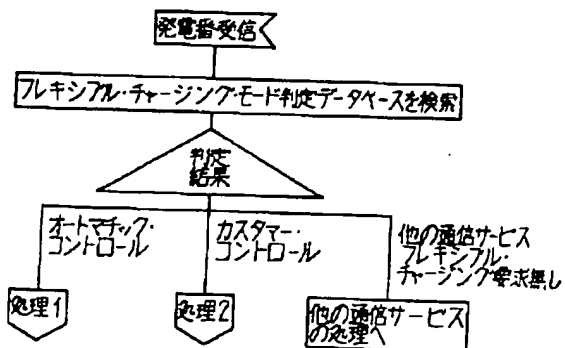 発電番受信
フレキシブル・チャージング・モード判定データベースを検索
判定
結果
オートマチック・
コントロール
カスタマー・
コントロール
他の通信サービス
フレキシブル・
チャージング要求無し
処理1
処理2
他の通信サービス
の処理へ